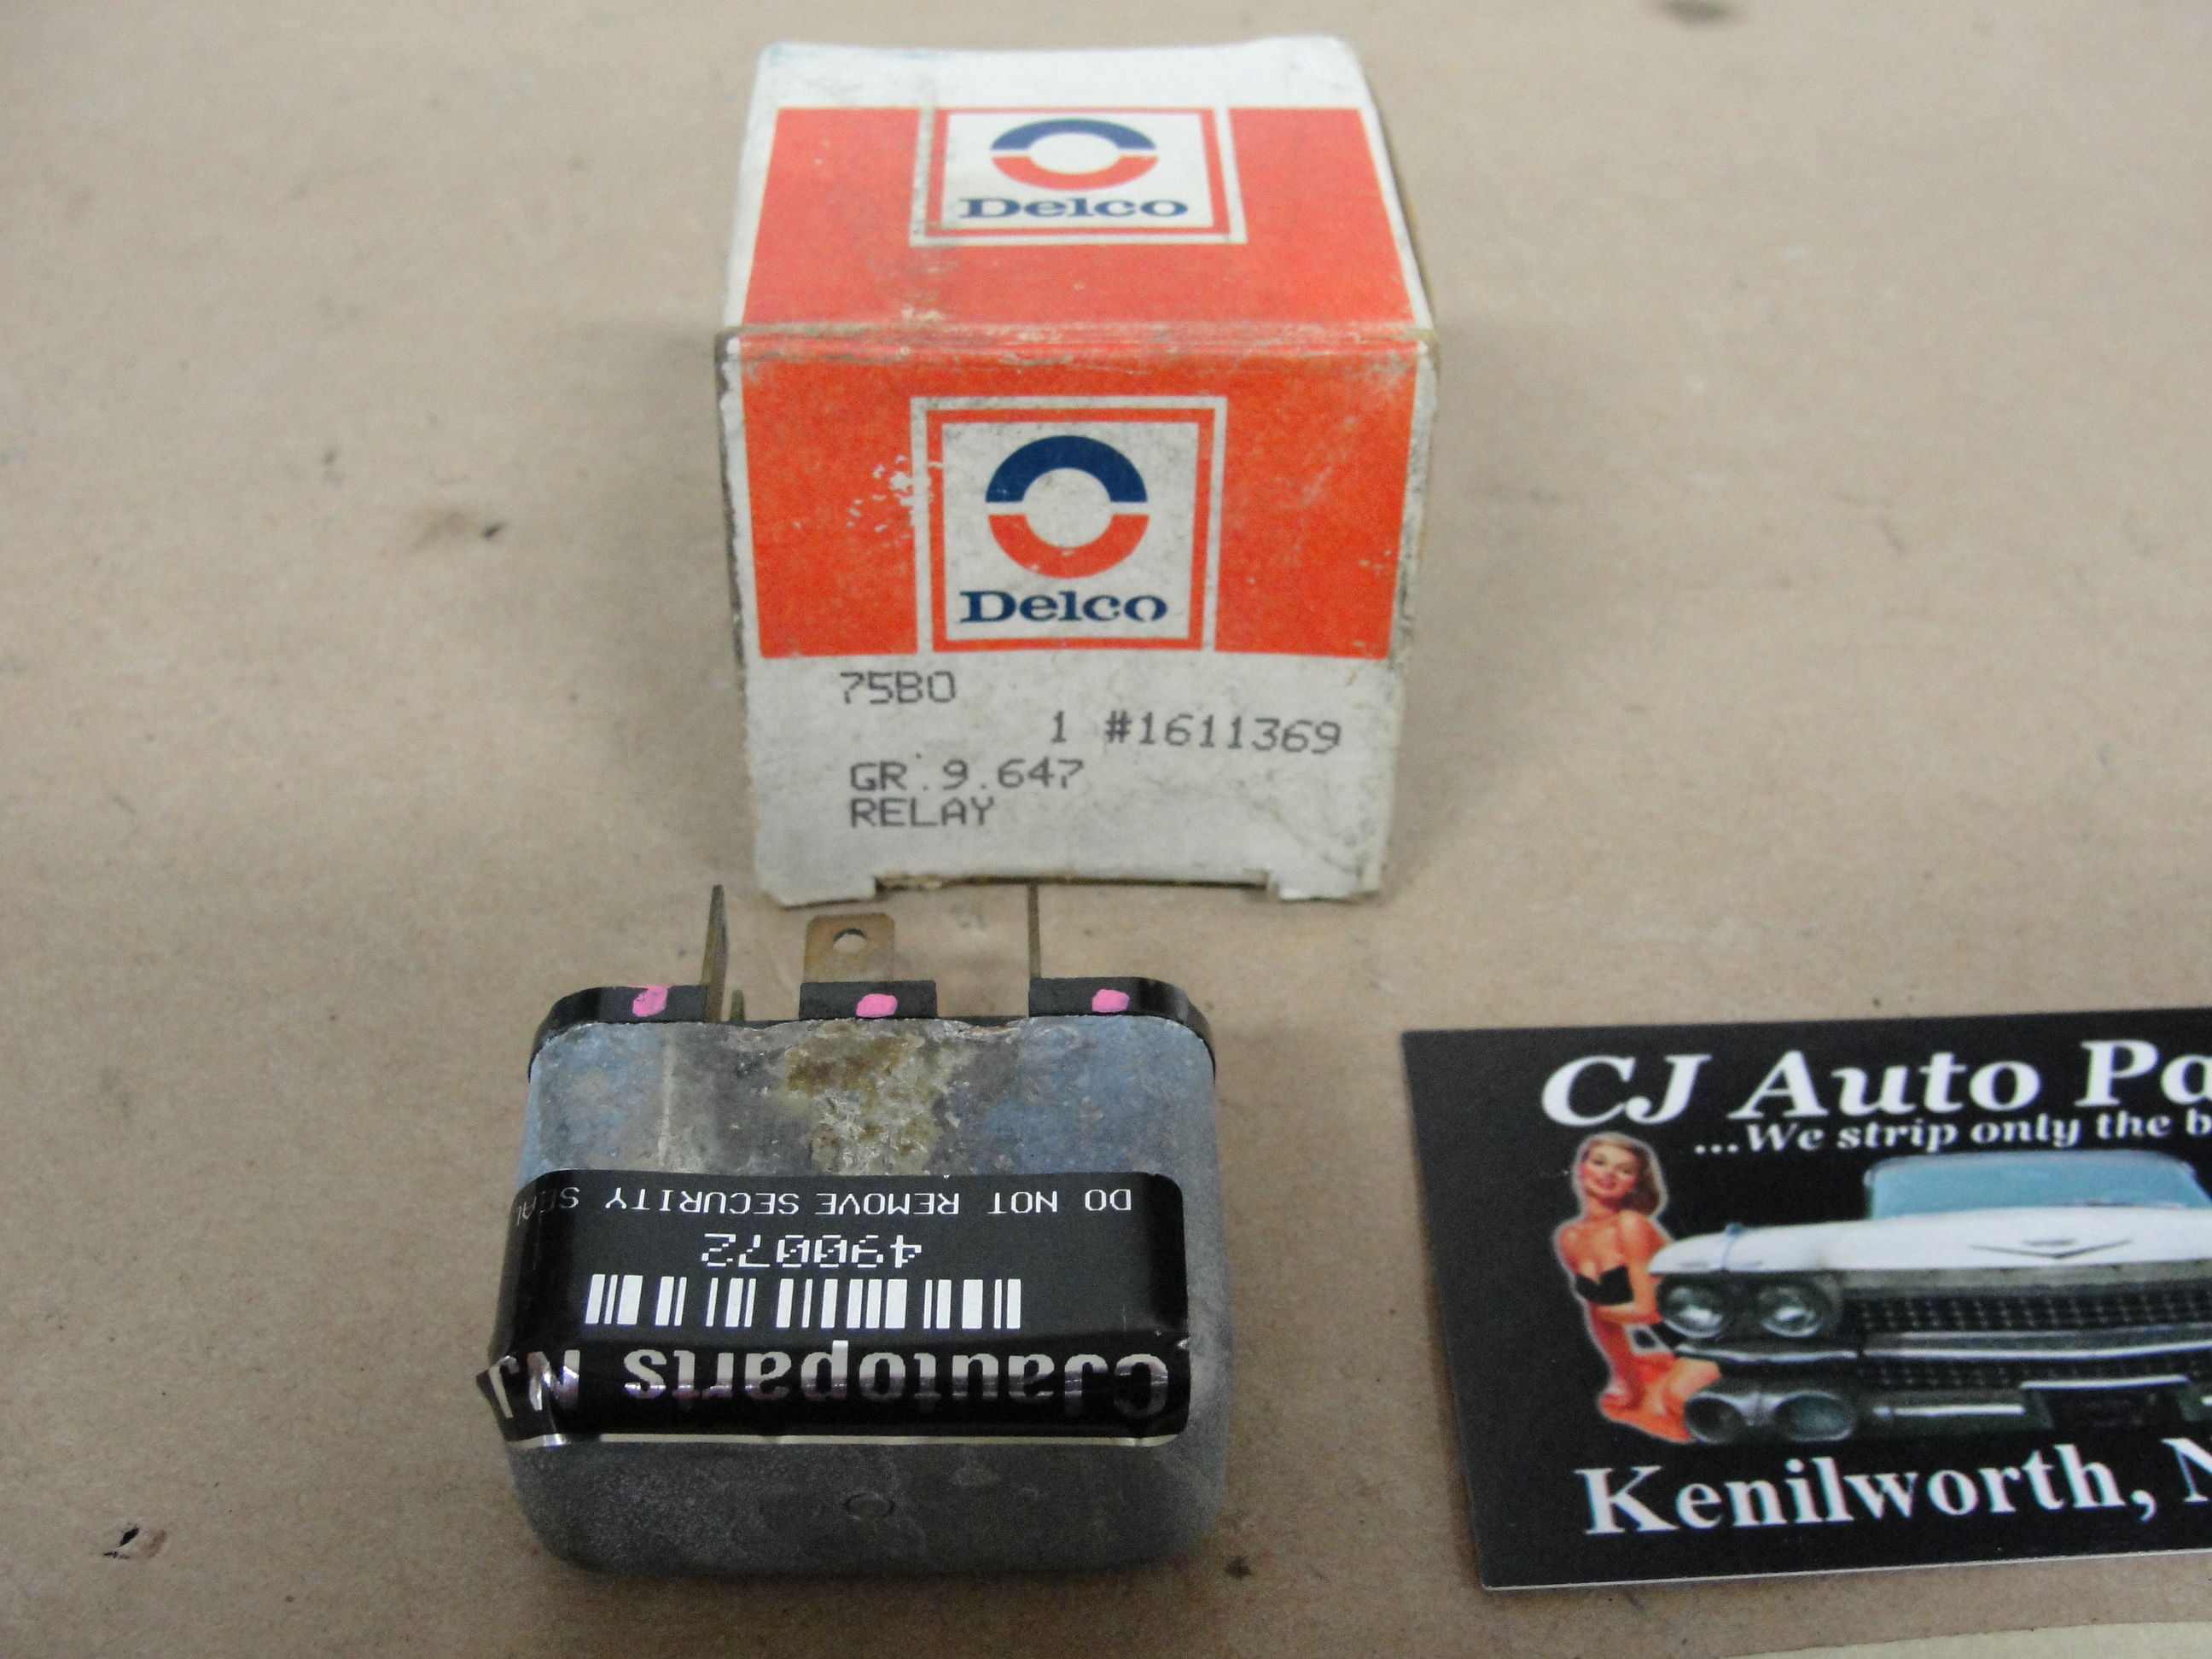 Delco
Delco
75B0
1 #1611369
GR.9.647
RELAY
DO NOT REMOVE SECURITY SEAL
490072
CJautoparts NJ
CJ Auto Pa
...We strip only the b
Kenilworth, N